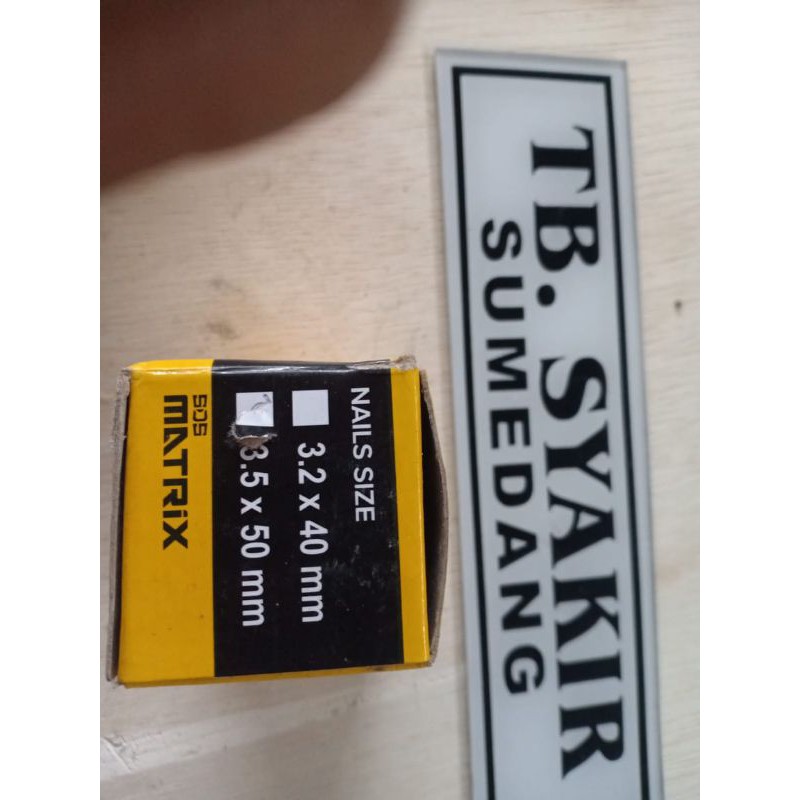 NAILS SIZE
3.2 x 40 mm
3.5 x 50 mm
SDS
MATRiX
TB. SYAKIR
SUMEDANG